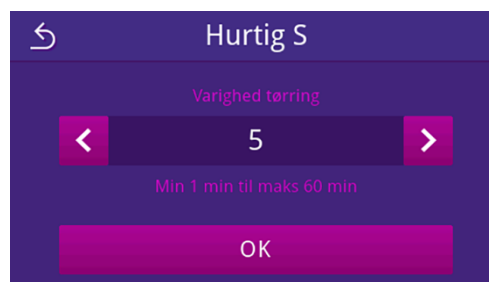 Hurtig S
Varighed tørring
5
Min 1 min til maks 60 min
OK